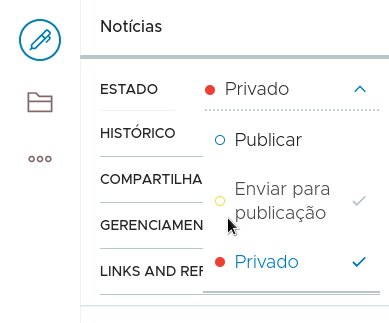 Notícias
ESTADO
Privado
HISTÓRICO
Publicar
COMPARTILHA
Enviar para
publicação
GERENCIAMEN
Privado
LINKS AND REF